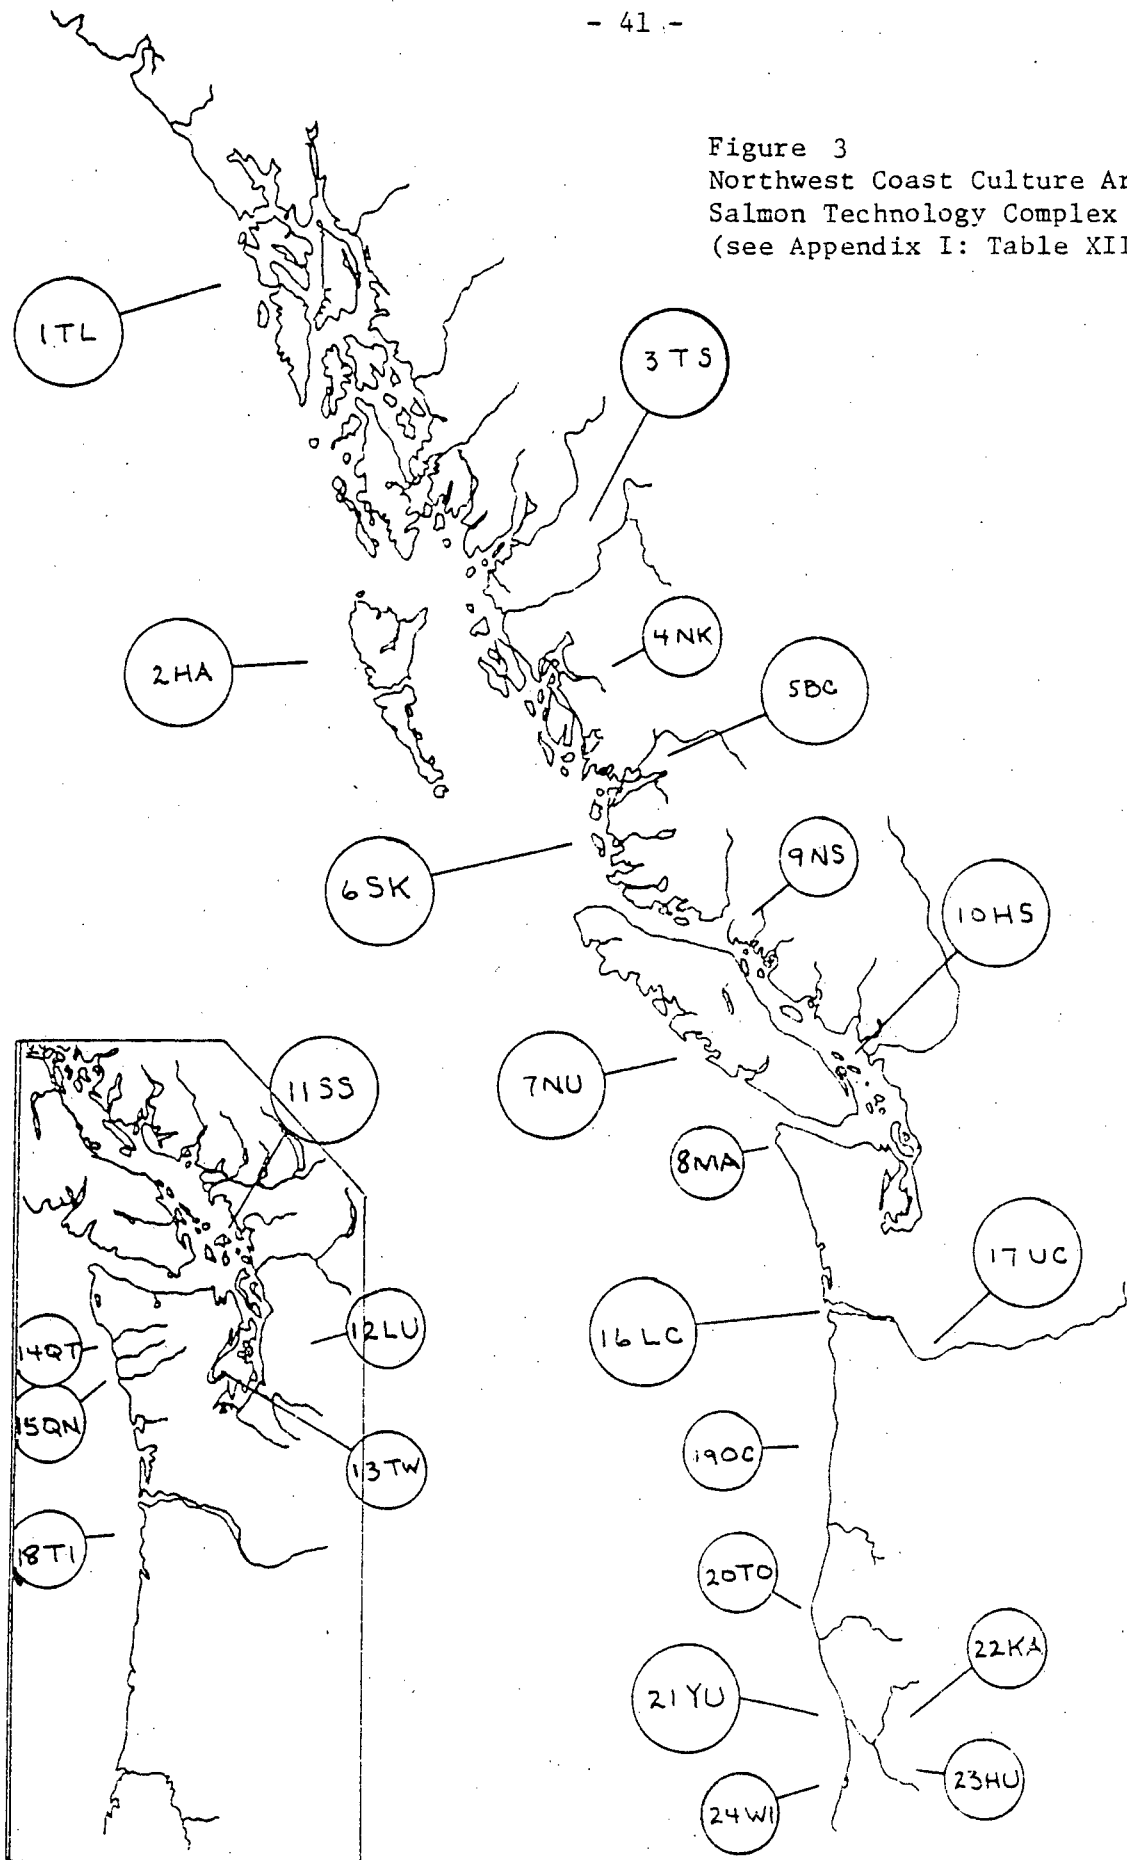 - 41 -
Figure 3
Northwest Coast Culture Ar
Salmon Technology Complex
(see Appendix I: Table XII
1TL
3TS
2HA
4NK
5BC
6SK
9NS
10HS
7NU
11SS
8MA
17UC
16LC
12LU
14QT
15QN
13TW
19OC
18TI
20TO
22KA
21YU
23HU
24WI